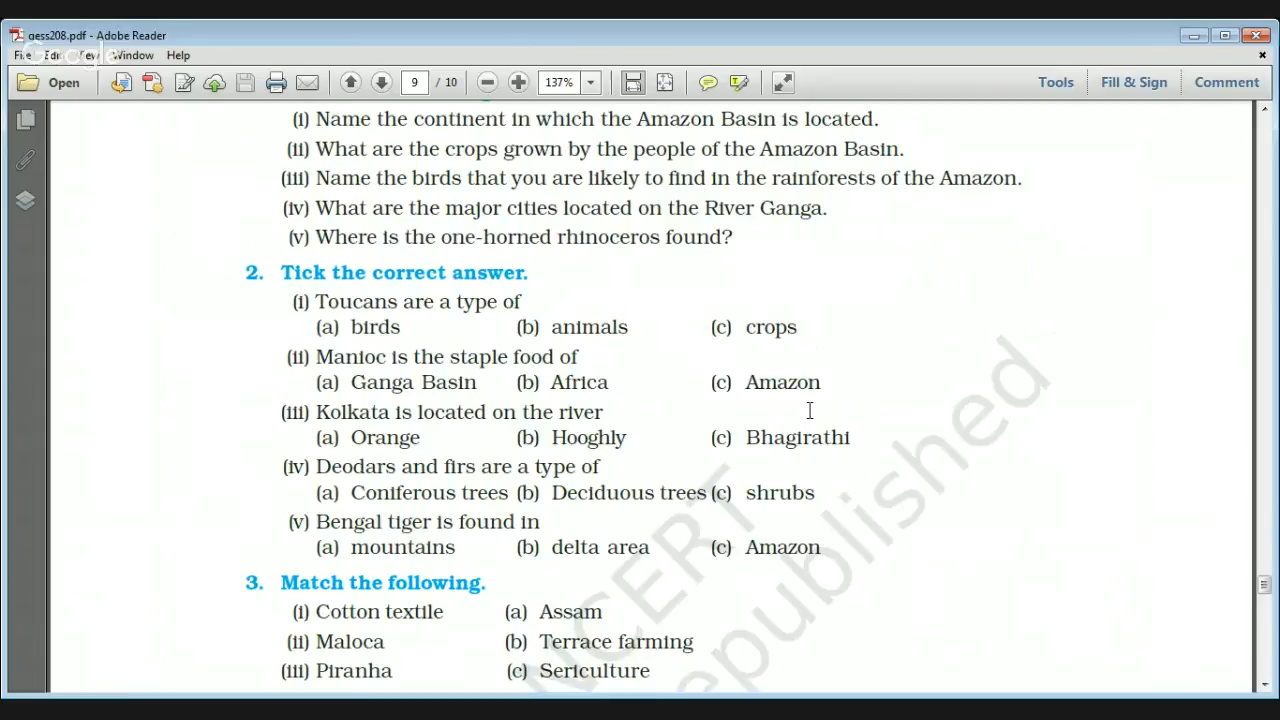 qess208.pdf - Adobe Reader
File Edit View Window Help
Google
Open 9 / 10 137% Tools Fill & Sign Comment
(i) Name the continent in which the Amazon Basin is located.
(ii) What are the crops grown by the people of the Amazon Basin.
(iii) Name the birds that you are likely to find in the rainforests of the Amazon.
(iv) What are the major cities located on the River Ganga.
(v) Where is the one-horned rhinoceros found?
2. Tick the correct answer.
(i) Toucans are a type of
(a) birds (b) animals (c) crops
(ii) Manioc is the staple food of
(a) Ganga Basin (b) Africa (c) Amazon
(iii) Kolkata is located on the river
(a) Orange (b) Hooghly (c) Bhagirathi
(iv) Deodars and firs are a type of
(a) Coniferous trees (b) Deciduous trees (c) shrubs
(v) Bengal tiger is found in
(a) mountains (b) delta area (c) Amazon
3. Match the following.
(i) Cotton textile (a) Assam
(ii) Maloca (b) Terrace farming
(iii) Piranha (c) Sericulture
NCERT
republished